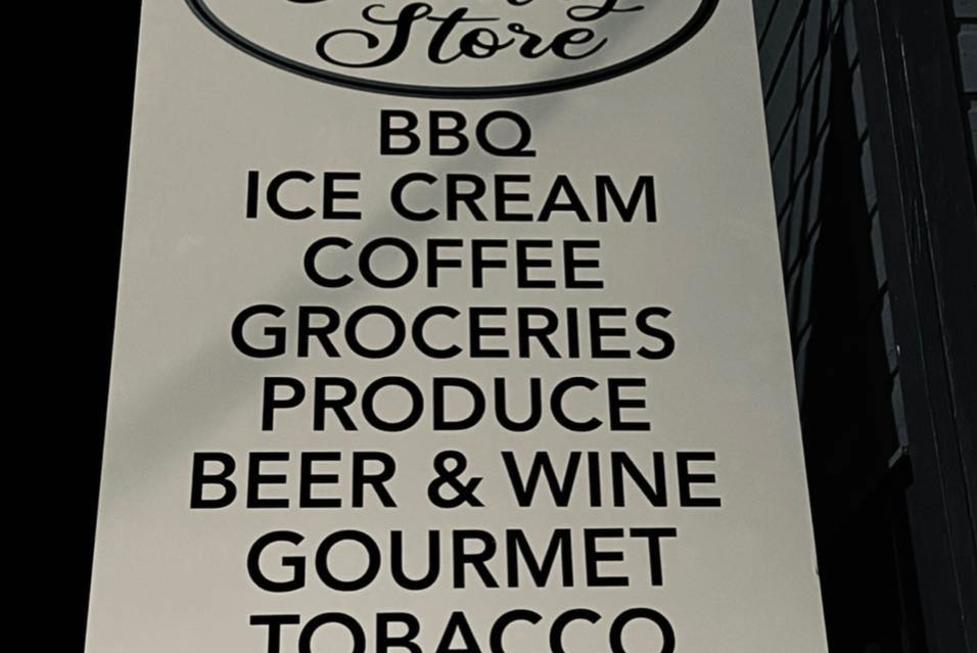 Store
BBQ
ICE CREAM
COFFEE
GROCERIES
PRODUCE
BEER & WINE
GOURMET
TOBACCO